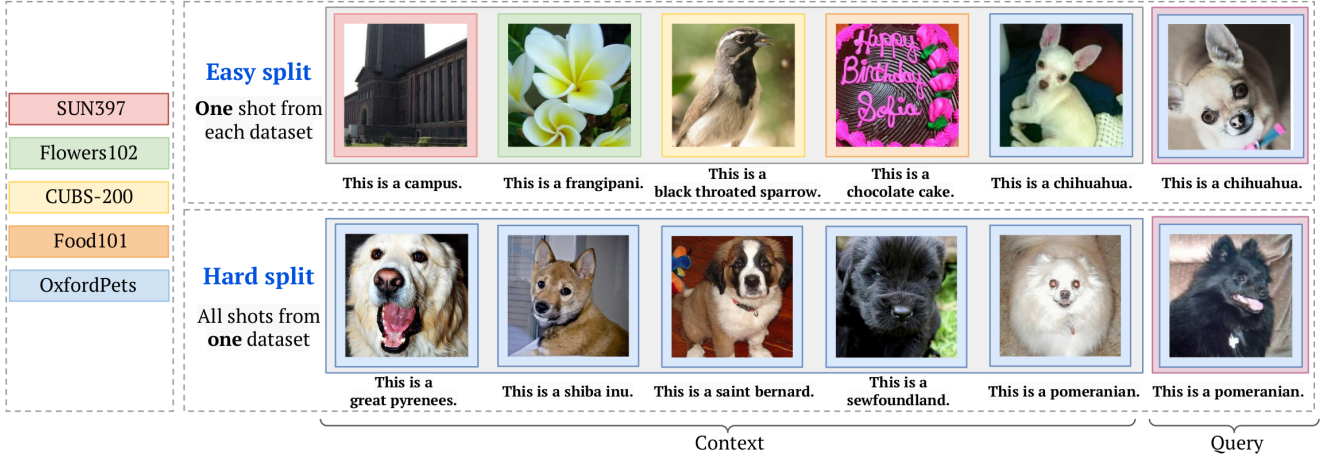 SUN397
Flowers102
CUBS-200
Food101
OxfordPets
Easy split
One shot from
each dataset
Happy
Birthday
Sofia
This is a campus.
This is a frangipani.
This is a
black throated sparrow.
This is a
chocolate cake.
This is a chihuahua.
This is a chihuahua.
Hard split
All shots from
one dataset
This is a
great pyrenees.
This is a shiba inu.
This is a saint bernard.
This is a
sewfoundland.
This is a pomeranian.
This is a pomeranian.
Context
Query